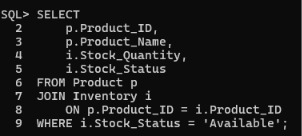 SQL> SELECT
  2      p.Product_ID,
  3      p.Product_Name,
  4      i.Stock_Quantity,
  5      i.Stock_Status
  6  FROM Product p
  7  JOIN Inventory i
  8      ON p.Product_ID = i.Product_ID
  9  WHERE i.Stock_Status = 'Available';